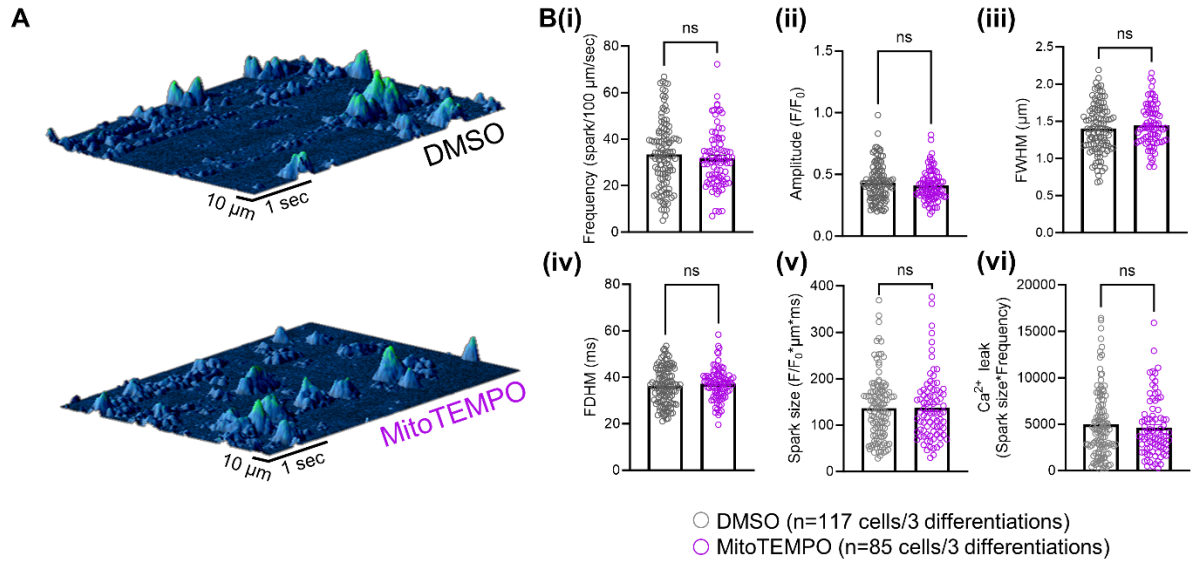 A
DMSO
10 µm
1 sec
MitoTEMPO
10 µm
1 sec
B(i)
ns
Frequency (spark/100 µm/sec)
80
60
40
20
0
(ii)
ns
Amplitude (F/F₀)
1.5
1.0
0.5
0.0
(iii)
ns
FWHM (µm)
2.5
2.0
1.5
1.0
0.5
0.0
(iv)
ns
FDHM (ms)
80
60
40
20
0
(v)
ns
Spark size (F/F₀*µm*ms)
400
300
200
100
0
(vi)
ns
Ca²⁺ leak
(Spark size*Frequency)
20000
15000
10000
5000
0
DMSO (n=117 cells/3 differentiations)
MitoTEMPO (n=85 cells/3 differentiations)